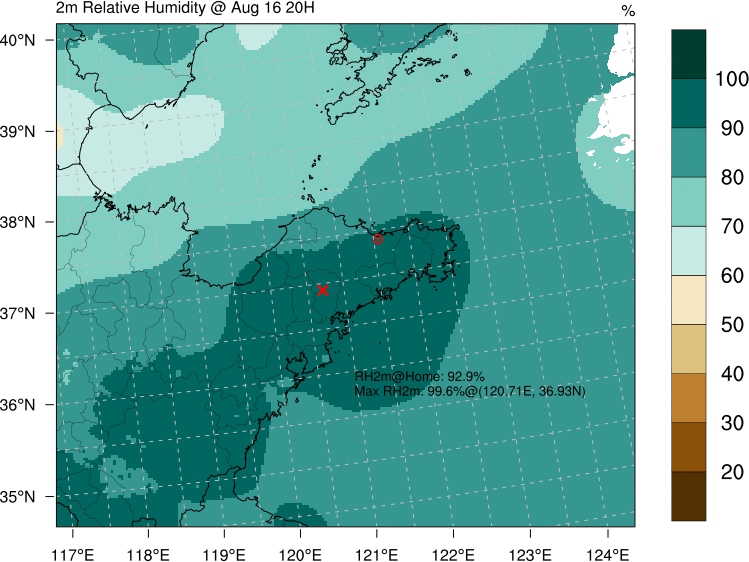 2m Relative Humidity @ Aug 16 20H
%
40°N
39°N
38°N
37°N
36°N
35°N
117°E 118°E 119°E 120°E 121°E 122°E 123°E 124°E
RH2m@Home: 92.9%
Max RH2m: 99.6%@(120.71E, 36.93N)
100
90
80
70
60
50
40
30
20